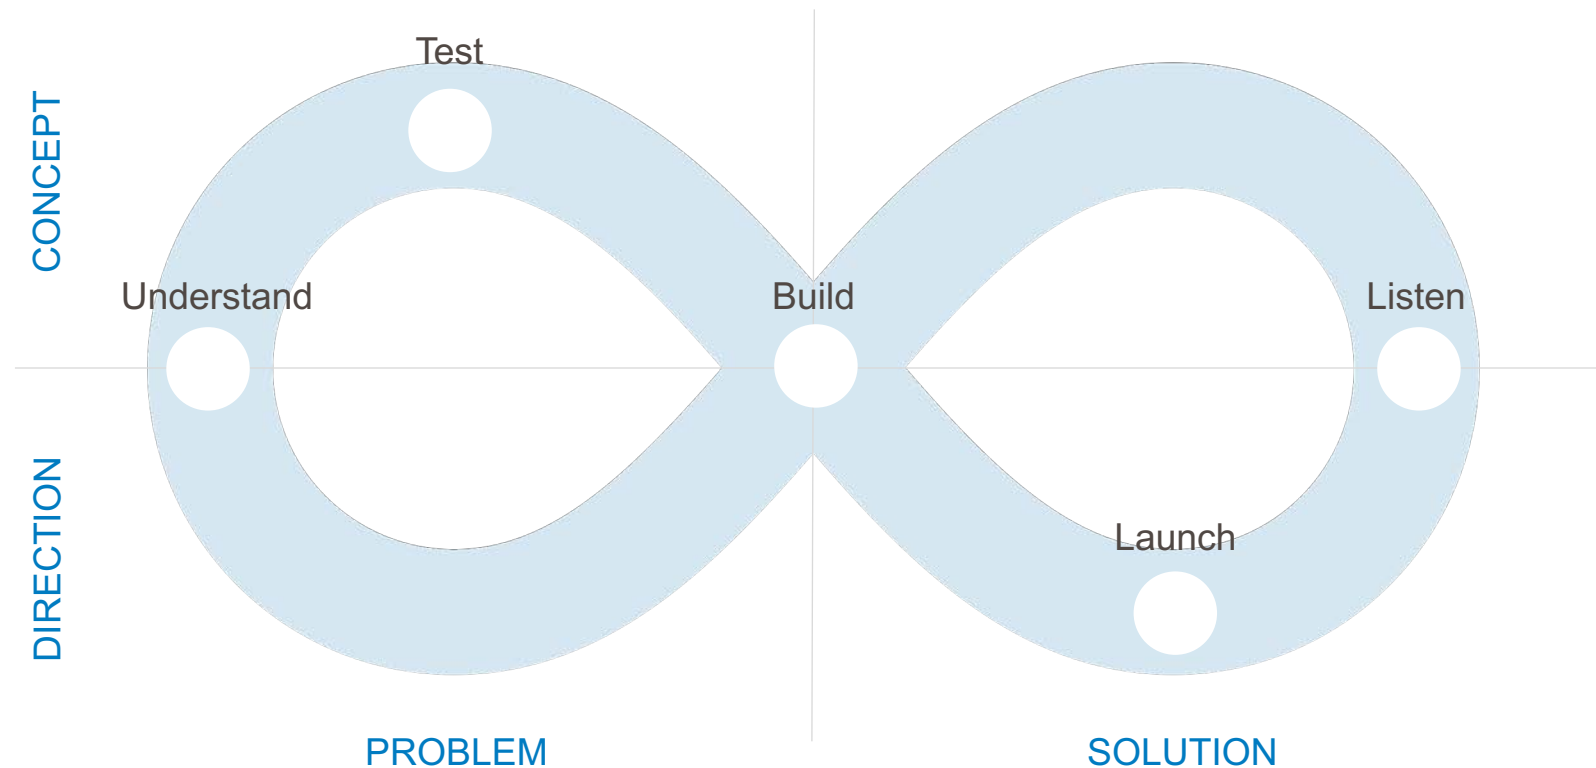 Test
CONCEPT
Understand
Build
Listen
DIRECTION
Launch
PROBLEM
SOLUTION